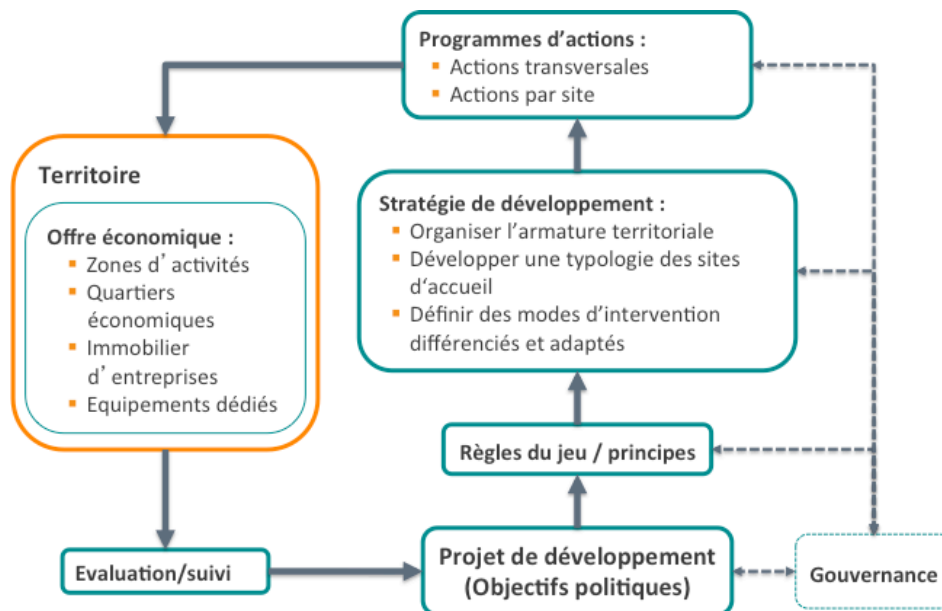 Programmes d'actions :
▪ Actions transversales
▪ Actions par site
Territoire
Offre économique :
▪ Zones d' activités
▪ Quartiers
économiques
▪ Immobilier
d' entreprises
▪ Equipements dédiés
Stratégie de développement :
▪ Organiser l'armature territoriale
▪ Développer une typologie des sites
d'accueil
▪ Définir des modes d'intervention
différenciés et adaptés
Règles du jeu / principes
Evaluation/suivi
Projet de développement
(Objectifs politiques)
Gouvernance